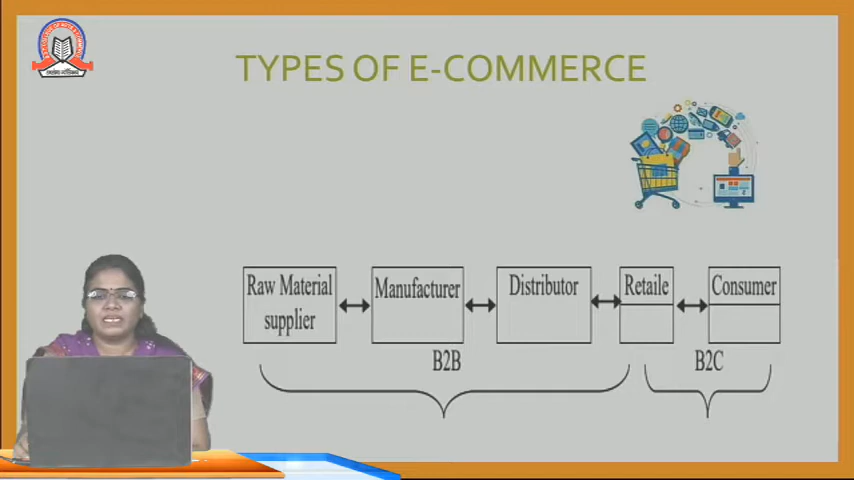 TYPES OF E-COMMERCE
Raw Material
supplier
Manufacturer
Distributor
Retaile
Consumer
B2B
B2C